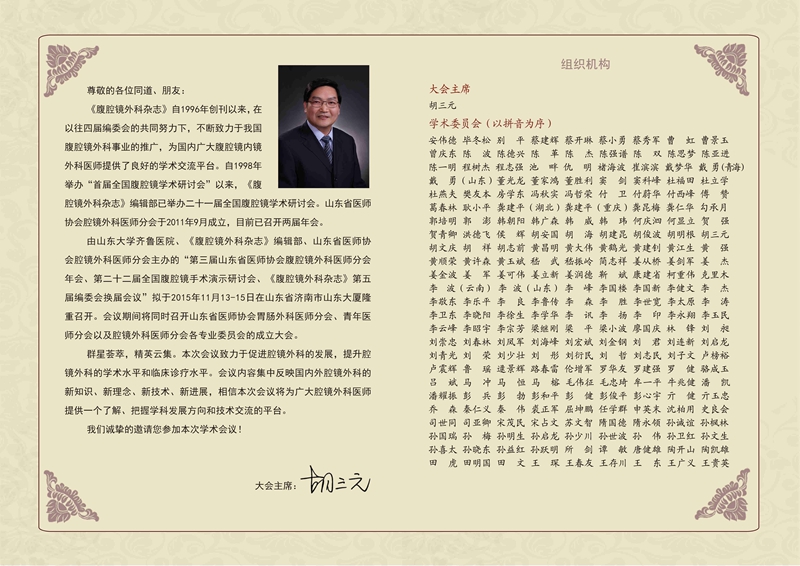 尊敬的各位同道、朋友：
《腹腔镜外科杂志》自1996年创刊以来，在
以往四届编委会的共同努力下，不断致力于我国
腹腔镜外科事业的推广，为国内广大腹腔镜内镜
外科医师提供了良好的学术交流平台。自1998年
举办“首届全国腹腔镜学术研讨会”以来，《腹
腔镜外科杂志》编辑部已举办二十一届全国腹腔镜学术研讨会。山东省医师
协会腔镜外科医师分会于2011年9月成立，目前已召开两届年会。
由山东大学齐鲁医院、《腹腔镜外科杂志》编辑部、山东省医师协
会腔镜外科医师分会主办的“第三届山东省医师协会腹腔镜外科医师分会
年会、第二十二届全国腹腔镜手术演示研讨会、《腹腔镜外科杂志》第五
届编委会换届会议”拟于2015年11月13-15日在山东省济南市山东大厦隆
重召开。会议期间将同时召开山东省医师协会胃肠外科医师分会、青年医
师分会以及腔镜外科医师分会各专业委员会的成立大会。
群星荟萃，精英云集。本次会议致力于促进腔镜外科的发展，提升腔
镜外科的学术水平和临床诊疗水平。会议内容集中反映国内外腔镜外科的
新知识、新理念、新技术、新进展，相信本次会议将为广大腔镜外科医师
提供一个了解、把握学科发展方向和技术交流的平台。
我们诚挚的邀请您参加本次学术会议！
大会主席：胡三元
组织机构
大会主席
胡三元
学术委员会（以拼音为序）
安伟德 毕冬松 别 平 蔡建辉 蔡开琳 蔡小勇 蔡秀军 曹 虹 曹景玉
曾庆东 陈 波 陈德兴 陈 革 陈 杰 陈强谱 陈 双 陈思梦 陈亚进
陈一明 程树杰 程志强 池 畔 仇 明 褚海波 崔滨滨 戴梦华 戴 勇(青海)
戴 勇(山东) 董光龙 董家鸿 董胜利 窦 剑 窦科峰 杜福田 杜立学
杜燕夫 樊友本 房学东 冯秋实 冯哲荣 付 卫 付蔚华 付西峰 傅 赞
葛春林 耿小平 龚建平(湖北) 龚建平(重庆) 龚昆梅 龚仁华 勾承月
郭培明 郭 澎 韩朝阳 韩广森 韩 威 韩 玮 何庆泗 何显立 贺 强
贺青卿 洪德飞 侯 辉 胡安国 胡 海 胡建昆 胡俊波 胡明根 胡三元
胡文庆 胡 祥 胡志前 黄昌明 黄大伟 黄鹤光 黄建钊 黄江生 黄 强
黄顺荣 黄许森 黄玉斌 嵇 武 嵇振岭 简志祥 姜从桥 姜剑军 姜 杰
姜金波 姜 军 姜可伟 姜立新 姜润德 靳 斌 康建省 柯重伟 克里木
李 波(云南) 李 波(山东) 李 峰 李国楼 李国新 李健文 李 杰
李敬东 李乐平 李 良 李善传 李 森 李 胜 李世宽 李太原 李 涛
李卫东 李晓阳 李徐生 李学华 李 讯 李 扬 李 印 李永翔 李玉民
李云峰 李昭宇 李宗芳 梁继刚 梁 平 梁小波 廖国庆 林 锋 刘 昶
刘崇忠 刘春林 刘凤军 刘海峰 刘宏斌 刘金钢 刘 君 刘连新 刘启龙
刘青光 刘 荣 刘少壮 刘 彤 刘衍民 刘 哲 刘志民 刘子文 卢榜裕
卢震辉 鲁 瑶 逯景辉 路春雷 伦增军 罗华友 罗建强 罗 健 骆成玉
吕 斌 马 冲 马 恒 马 榕 毛伟征 毛忠琦 牟一平 牛兆健 潘 凯
潘耀振 彭 兵 彭 勃 彭和平 彭 健 彭俊平 彭心宇 亓 健 亓玉忠
乔 森 秦仁义 秦 伟 裘正军 屈坤鹏 任学群 申英末 沈柏用 史良会
司世同 司亚卿 宋茂民 宋占文 苏文智 隋国德 隋永领 孙诚谊 孙枫林
孙国瑞 孙 梅 孙明生 孙启龙 孙少川 孙世波 孙 伟 孙卫红 孙文生
孙喜太 孙晓东 孙益红 孙跃明 所 剑 谭 敏 唐健雄 陶开山 陶凯雄
田 虎 田明国 田 文 王 琛 王春友 王存川 王 东 王广义 王贵英